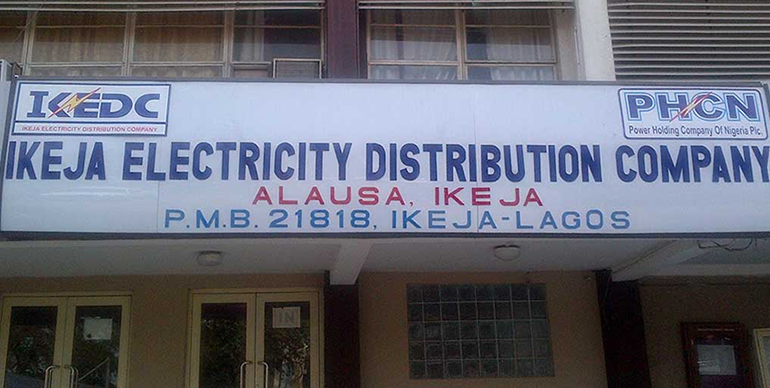 IKEDC
IKEJA ELECTRICITY DISTRIBUTION COMPANY
PHCN
Power Holding Company Of Nigeria Plc.
IKEJA ELECTRICITY DISTRIBUTION COMPANY
ALAUSA, IKEJA
P.M.B. 21818, IKEJA-LAGOS
IN